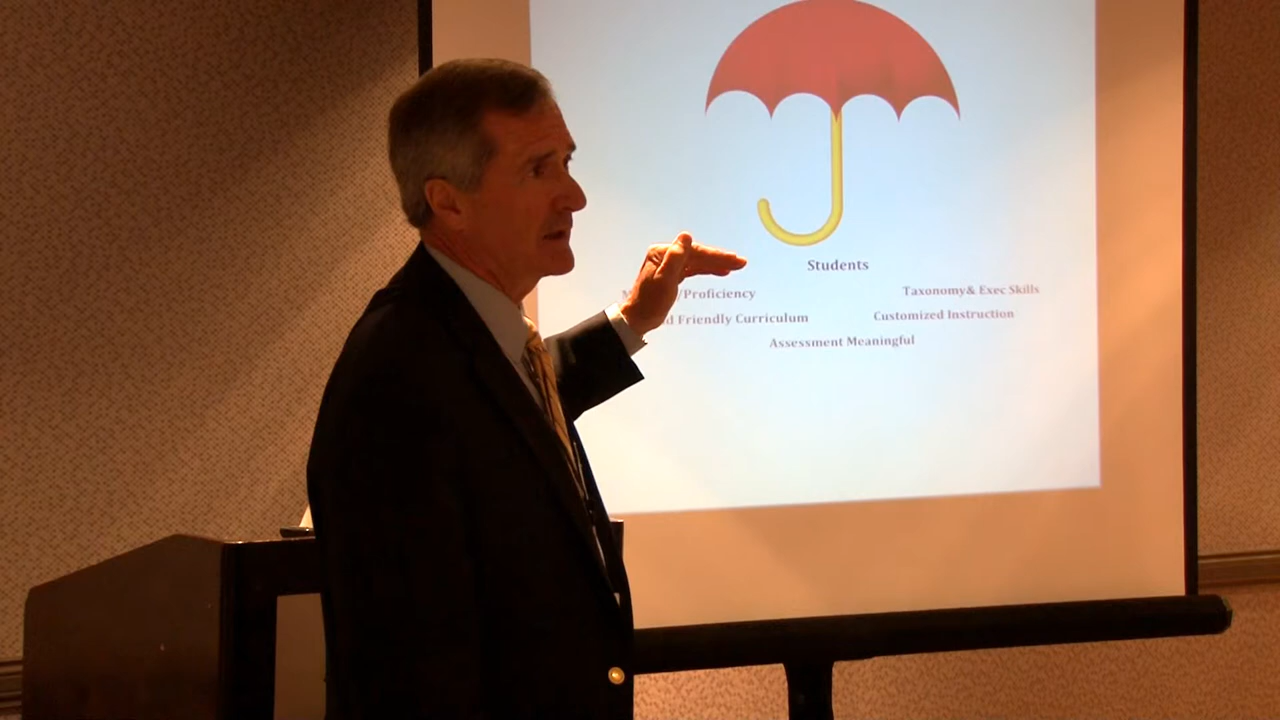 Students
/Proficiency Taxonomy& Exec Skills
Friendly Curriculum Customized Instruction
Assessment Meaningful